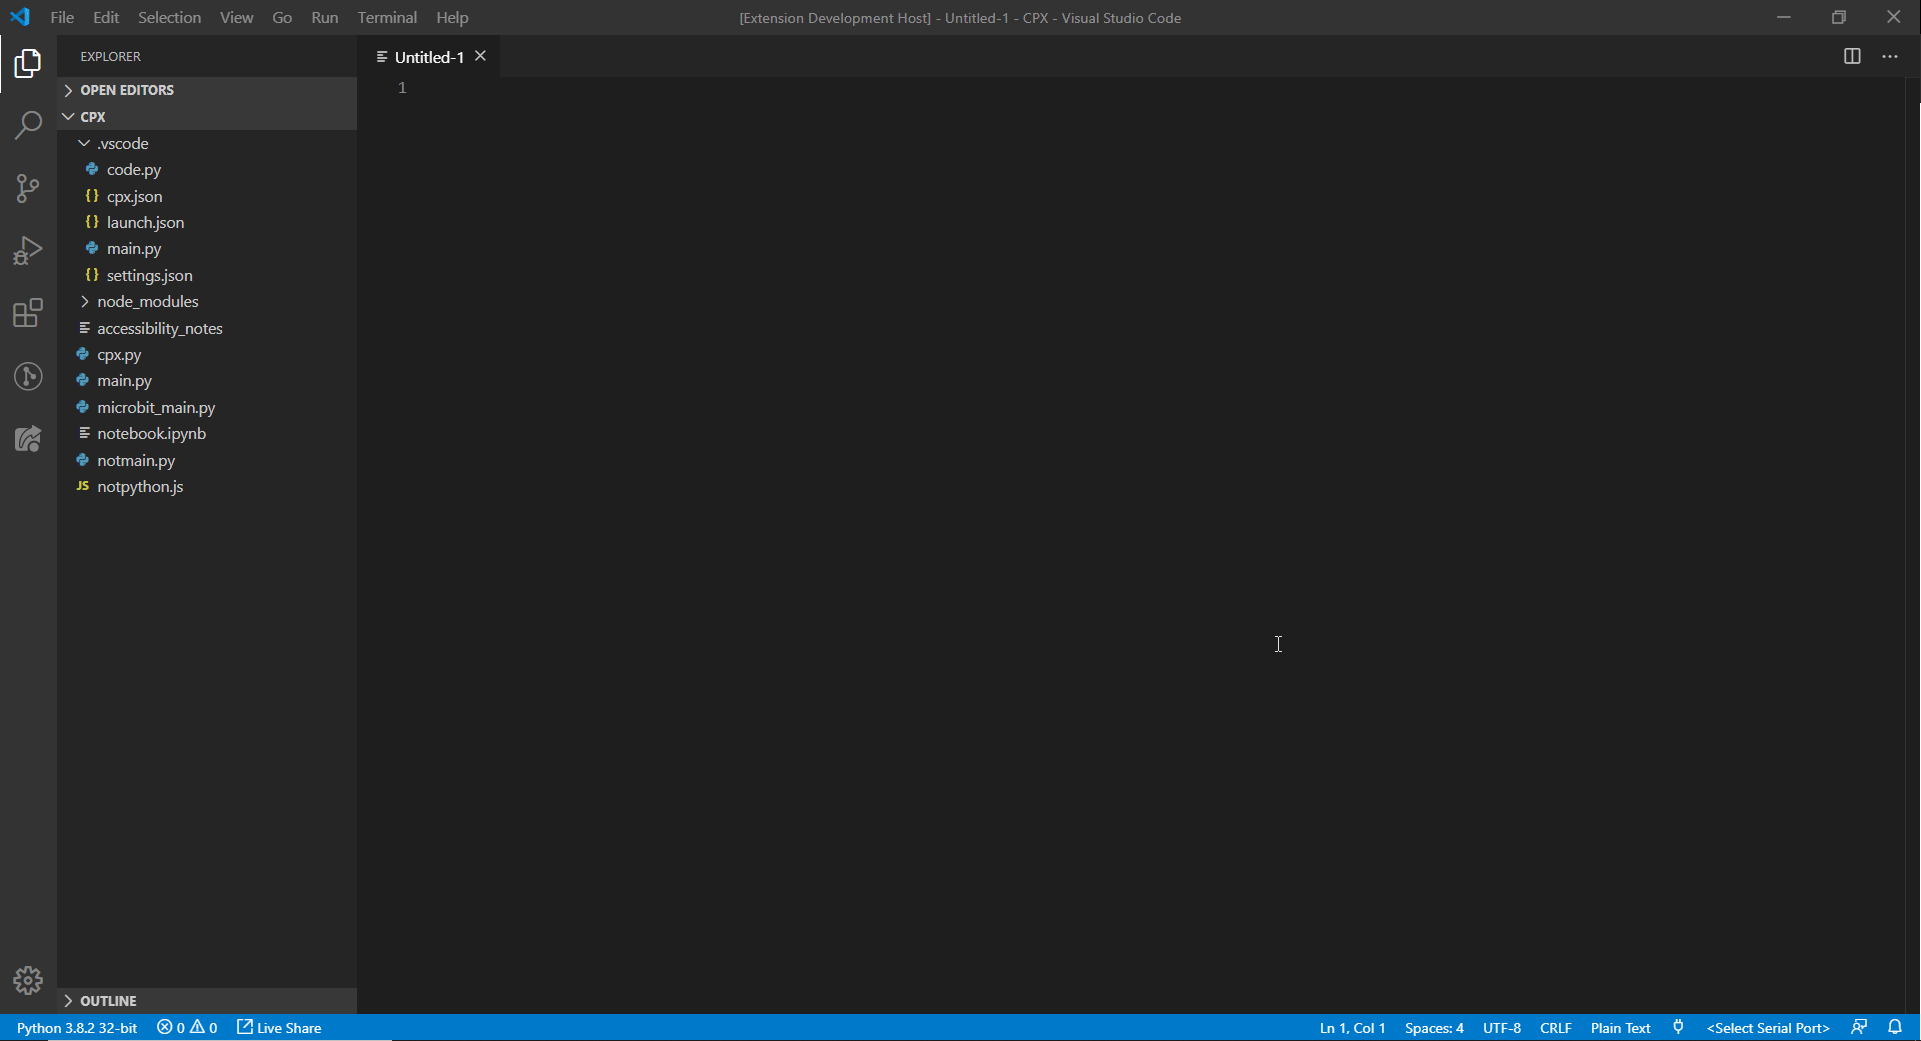 File Edit Selection View Go Run Terminal Help [Extension Development Host] - Untitled-1 - CPX - Visual Studio Code
EXPLORER
Untitled-1
OPEN EDITORS
1
CPX
.vscode
code.py
{} cpx.json
{} launch.json
main.py
{} settings.json
node_modules
accessibility_notes
cpx.py
main.py
microbit_main.py
notebook.ipynb
notmain.py
JS notpython.js
OUTLINE
Python 3.8.2 32-bit 0 0 Live Share Ln 1, Col 1 Spaces: 4 UTF-8 CRLF Plain Text <Select Serial Port>